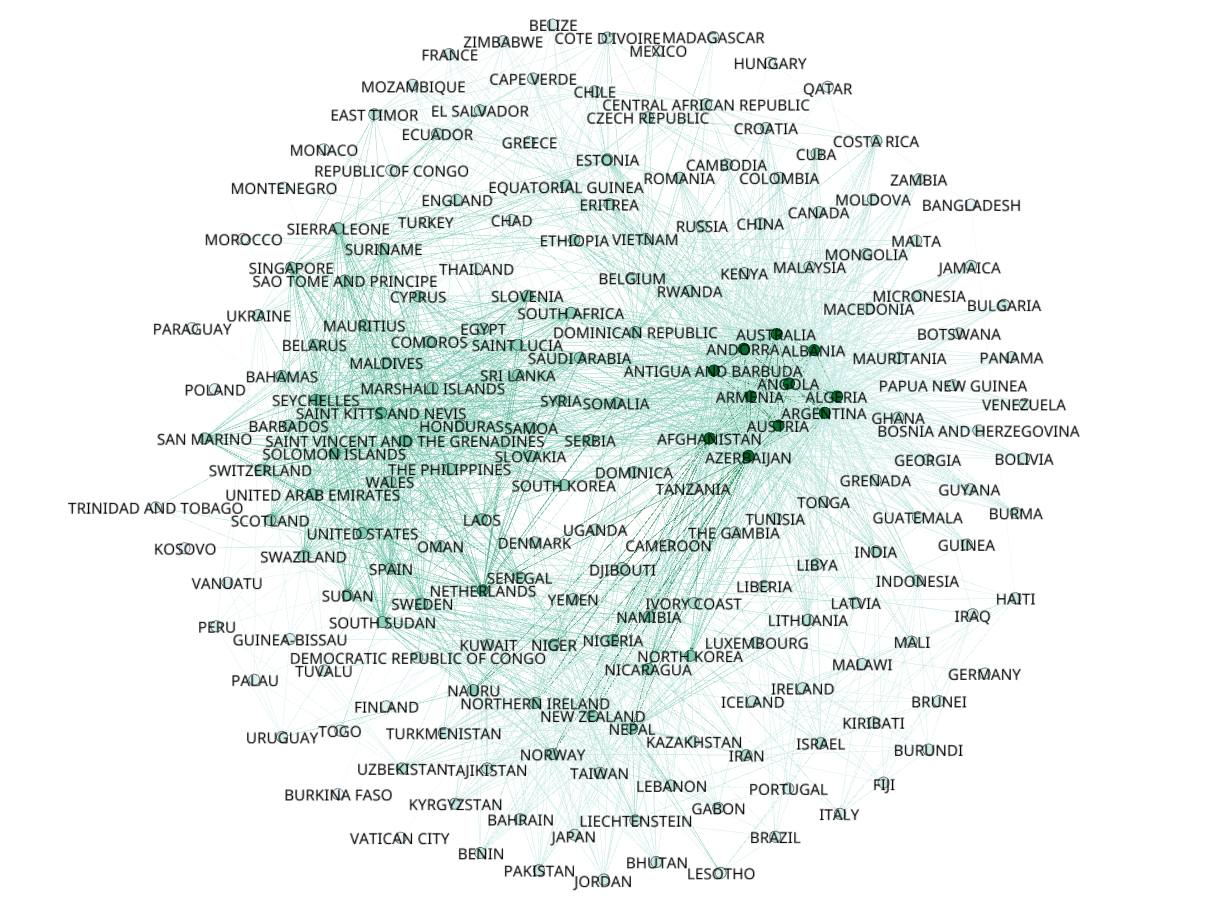 BELIZE
ZIMBABWE
COTE D'IVOIRE
MADAGASCAR
FRANCE
MEXICO
HUNGARY
MOZAMBIQUE
CAPE VERDE
CHILE
QATAR
CENTRAL AFRICAN REPUBLIC
EAST TIMOR
EL SALVADOR
CZECH REPUBLIC
ECUADOR
GREECE
CROATIA
COSTA RICA
MONACO
ESTONIA
CUBA
REPUBLIC OF CONGO
CAMBODIA
MONTENEGRO
EQUATORIAL GUINEA
ROMANIA
COLOMBIA
ZAMBIA
ENGLAND
ERITREA
MOLDOVA
BANGLADESH
SIERRA LEONE
TURKEY
CHAD
RUSSIA
CHINA
CANADA
MOROCCO
SURINAME
ETHIOPIA
VIETNAM
MALTA
SINGAPORE
THAILAND
BELGIUM
KENYA
MALAYSIA
MONGOLIA
JAMAICA
SAO TOME AND PRINCIPE
CYPRUS
SLOVENIA
RWANDA
MICRONESIA
BULGARIA
UKRAINE
SOUTH AFRICA
MACEDONIA
PARAGUAY
MAURITIUS
EGYPT
DOMINICAN REPUBLIC
AUSTRALIA
BOTSWANA
BELARUS
COMOROS
SAINT LUCIA
ANDORRA
ALBANIA
MALDIVES
SAUDI ARABIA
MAURITANIA
PANAMA
BAHAMAS
SRI LANKA
ANTIGUA AND BARBUDA
POLAND
MARSHALL ISLANDS
ANGOLA
PAPUA NEW GUINEA
SEYCHELLES
SYRIA
SOMALIA
ARMENIA
ALGERIA
VENEZUELA
SAINT KITTS AND NEVIS
ARGENTINA
GHANA
BARBADOS
HONDURAS
SAMOA
AUSTRIA
BOSNIA AND HERZEGOVINA
SAN MARINO
SAINT VINCENT AND THE GRENADINES
SERBIA
AFGHANISTAN
SOLOMON ISLANDS
SLOVAKIA
AZERBAIJAN
GEORGIA
BOLIVIA
SWITZERLAND
THE PHILIPPINES
DOMINICA
WALES
SOUTH KOREA
TANZANIA
GRENADA
GUYANA
UNITED ARAB EMIRATES
TONGA
TRINIDAD AND TOBAGO
SCOTLAND
LAOS
TUNISIA
GUATEMALA
BURMA
UNITED STATES
UGANDA
THE GAMBIA
KOSOVO
SWAZILAND
OMAN
DENMARK
CAMEROON
INDIA
GUINEA
SPAIN
SENEGAL
DJIBOUTI
LIBYA
VANUATU
NETHERLANDS
LIBERIA
INDONESIA
SUDAN
SWEDEN
YEMEN
IVORY COAST
LATVIA
HAITI
PERU
SOUTH SUDAN
NAMIBIA
LITHUANIA
IRAQ
GUINEA-BISSAU
KUWAIT
NIGER
NIGERIA
LUXEMBOURG
MALI
DEMOCRATIC REPUBLIC OF CONGO
NORTH KOREA
TUVALU
NICARAGUA
MALAWI
PALAU
GERMANY
NAURU
IRELAND
FINLAND
NORTHERN IRELAND
ICELAND
BRUNEI
NEW ZEALAND
KIRIBATI
URUGUAY
TOGO
TURKMENISTAN
NEPAL
KAZAKHSTAN
ISRAEL
BURUNDI
NORWAY
IRAN
UZBEKISTAN
TAJIKISTAN
TAIWAN
LEBANON
PORTUGAL
FIJI
BURKINA FASO
KYRGYZSTAN
GABON
ITALY
BAHRAIN
LIECHTENSTEIN
VATICAN CITY
JAPAN
BRAZIL
BENIN
PAKISTAN
BHUTAN
LESOTHO
JORDAN